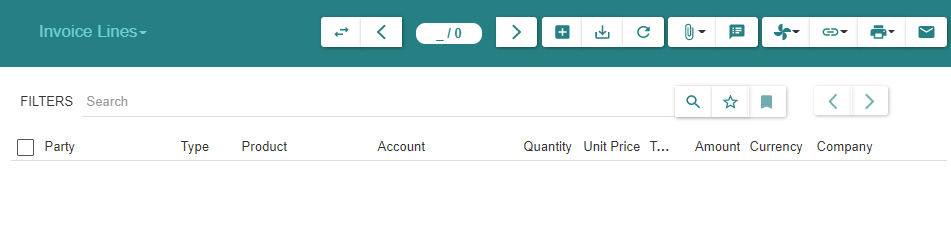 Invoice Lines
_ / 0
FILTERS Search
Party Type Product Account Quantity Unit Price T... Amount Currency Company